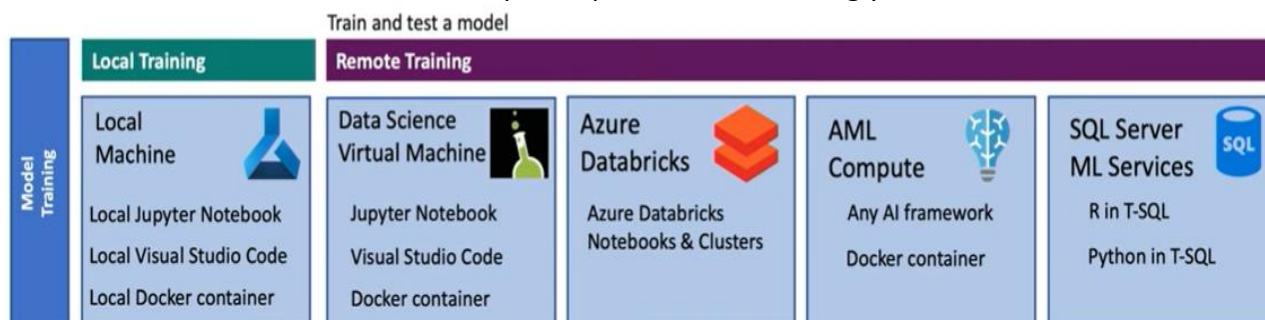 Train and test a model
Local Training
Remote Training
Model
Training
Local
Machine
Local Jupyter Notebook
Local Visual Studio Code
Local Docker container
Data Science
Virtual Machine
Jupyter Notebook
Visual Studio Code
Docker container
Azure
Databricks
Azure Databricks
Notebooks & Clusters
AML
Compute
Any AI framework
Docker container
SQL Server
ML Services
SQL
R in T-SQL
Python in T-SQL